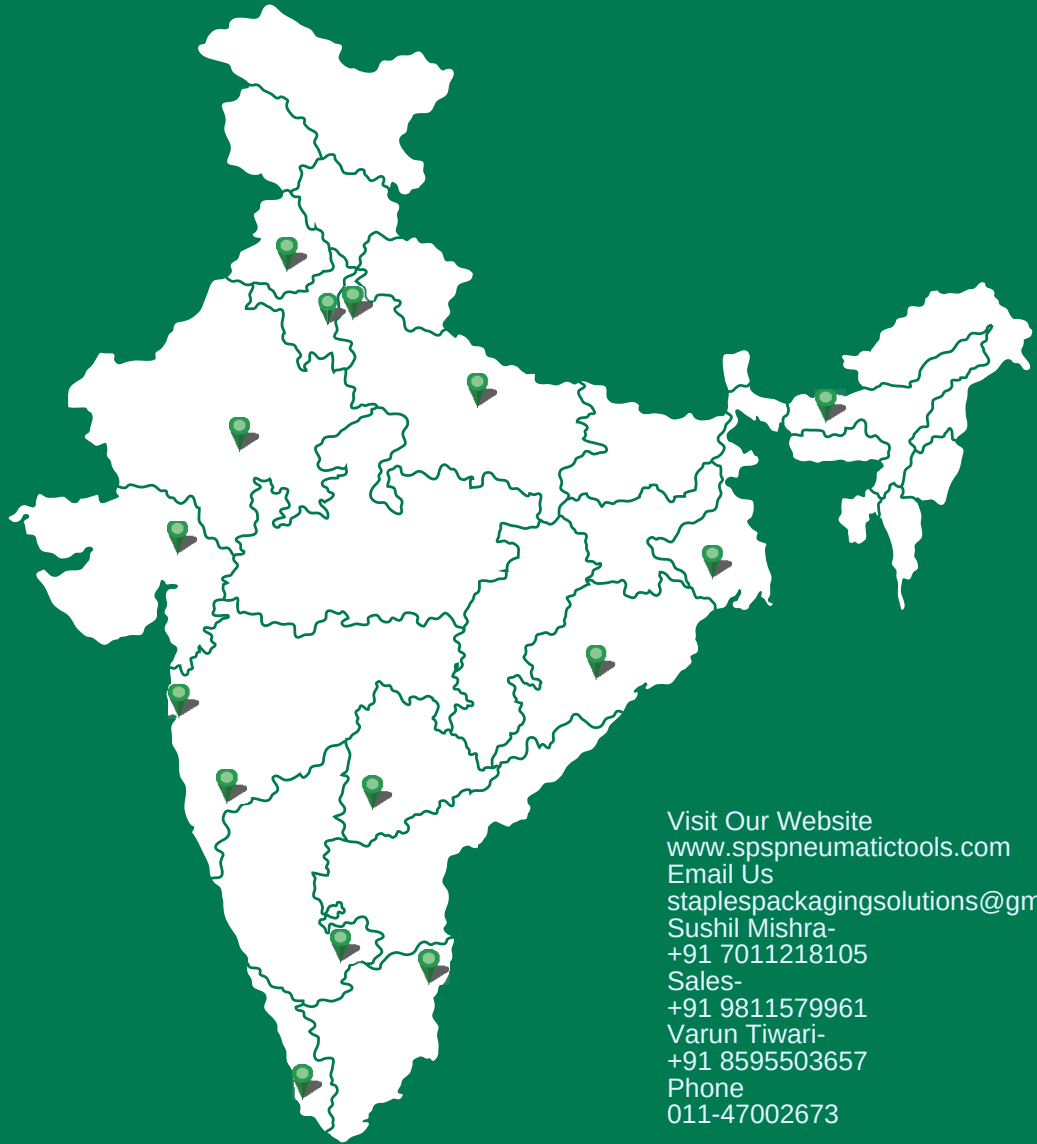 Visit Our Website
www.spspneumatictools.com
Email Us
staplespackagingsolutions@gm
Sushil Mishra-
+91 7011218105
Sales-
+91 9811579961
Varun Tiwari-
+91 8595503657
Phone
011-47002673